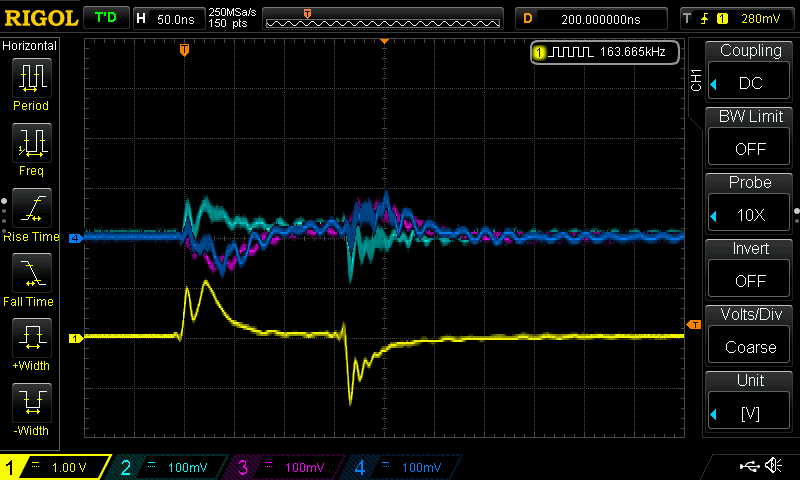 RIGOL T'D H 50.0ns 250MSa/s 150 pts D 200.000000ns T 1 280mV
Horizontal
Period
Freq
Rise Time
Fall Time
+Width
-Width
T
1 163.665kHz
4
1
T
CH1
Coupling
DC
BW Limit
OFF
Probe
10X
Invert
OFF
Volts/Div
Coarse
Unit
[V]
1 1.00 V 2 100mV 3 100mV 4 100mV